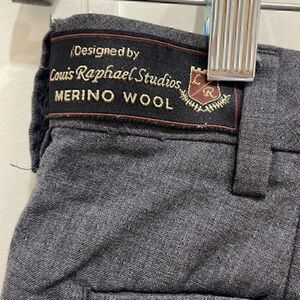 Designed by
Louis Raphael Studios
MERINO WOOL
L R